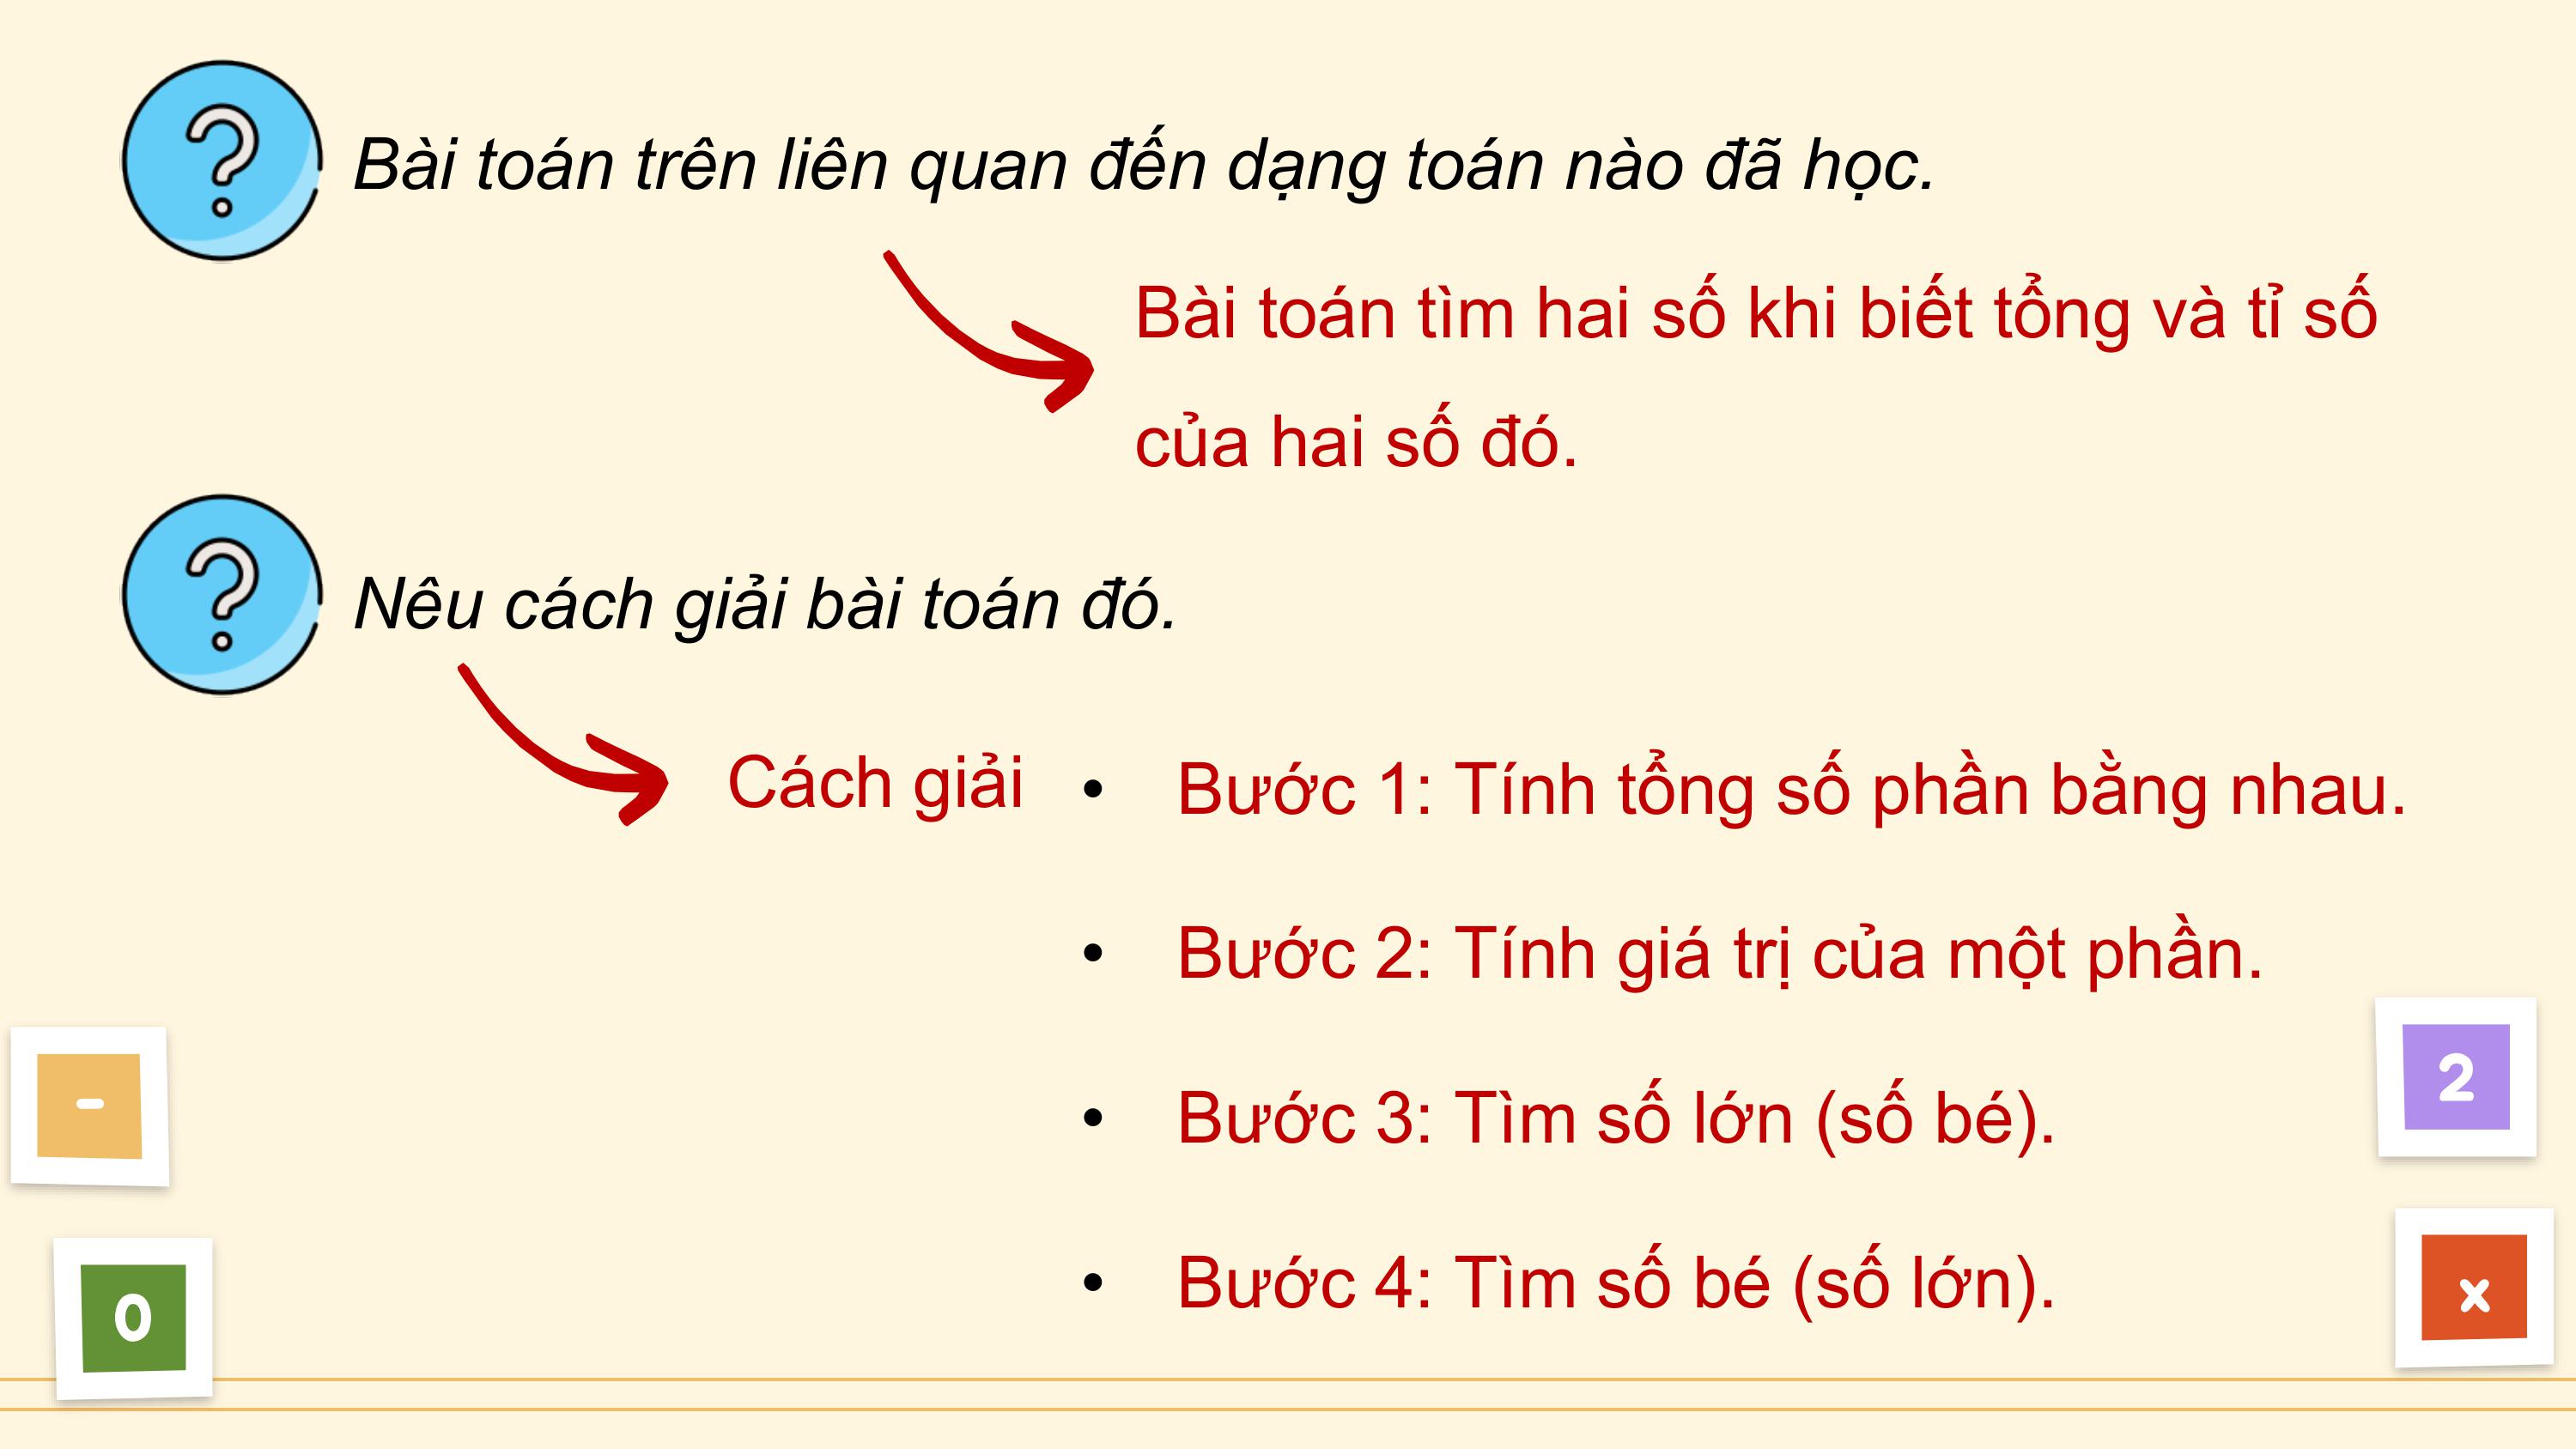 ?
Bài toán trên liên quan đến dạng toán nào đã học.
Bài toán tìm hai số khi biết tổng và tỉ số
của hai số đó.
?
Nêu cách giải bài toán đó.
Cách giải
• Bước 1: Tính tổng số phần bằng nhau.
• Bước 2: Tính giá trị của một phần.
• Bước 3: Tìm số lớn (số bé).
• Bước 4: Tìm số bé (số lớn).
-
2
0
x